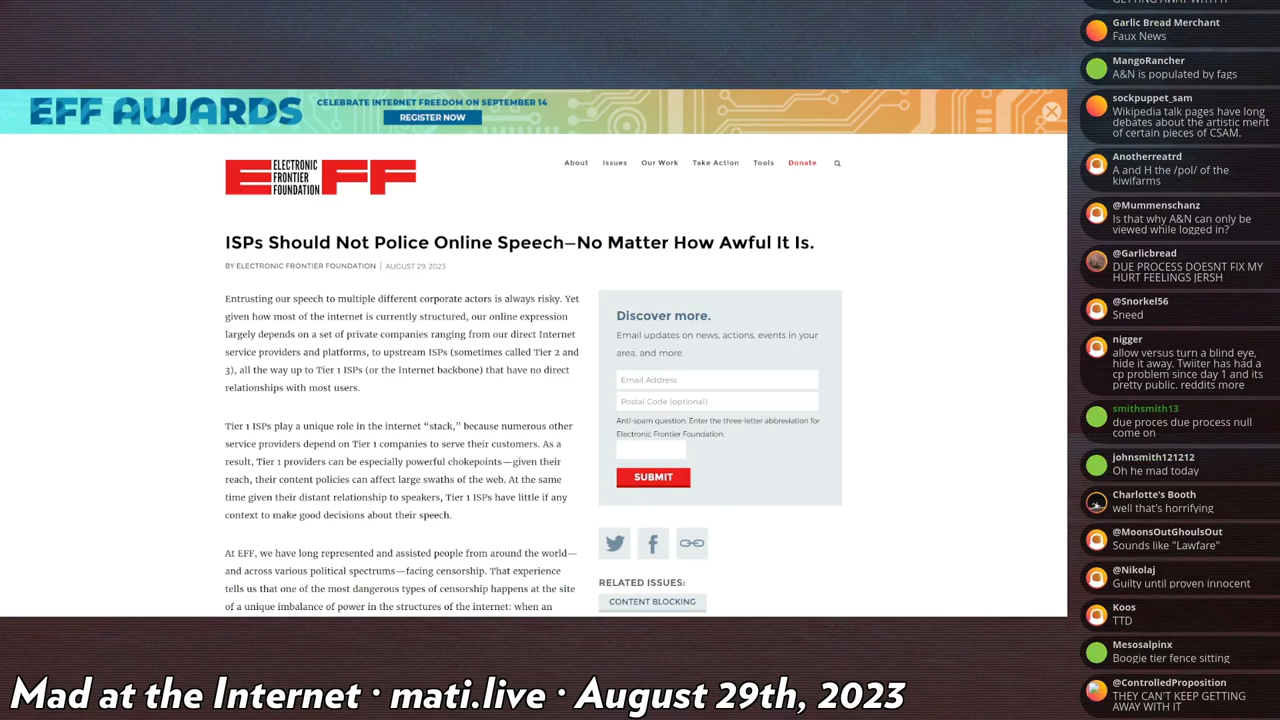 EFF AWARDS
CELEBRATE INTERNET FREEDOM ON SEPTEMBER 14
REGISTER NOW
ELECTRONIC
FRONTIER
FOUNDATION
EFF
About Issues Our Work Take Action Tools Donate
ISPs Should Not Police Online Speech—No Matter How Awful It Is.
BY ELECTRONIC FRONTIER FOUNDATION | AUGUST 29, 2023
Entrusting our speech to multiple different corporate actors is always risky. Yet
given how most of the internet is currently structured, our online expression
largely depends on a set of private companies ranging from our direct Internet
service providers and platforms, to upstream ISPs (sometimes called Tier 2 and
3), all the way up to Tier 1 ISPs (or the Internet backbone) that have no direct
relationships with most users.
Tier 1 ISPs play a unique role in the internet “stack,” because numerous other
service providers depend on Tier 1 companies to serve their customers. As a
result, Tier 1 providers can be especially powerful chokepoints—given their
reach, their content policies can affect large swaths of the web. At the same
time given their distant relationship to speakers, Tier 1 ISPs have little if any
context to make good decisions about their speech.
At EFF, we have long represented and assisted people from around the world—
and across various political spectrums—facing censorship. That experience
tells us that one of the most dangerous types of censorship happens at the site
of a unique imbalance of power in the structures of the internet: when an
Discover more.
Email updates on news, actions, events in your
area, and more.
Email Address
Postal Code (optional)
Anti-spam question: Enter the three-letter abbreviation for
Electronic Frontier Foundation:
SUBMIT
RELATED ISSUES:
CONTENT BLOCKING
GETTING AWAY WITH IT
Garlic Bread Merchant
Faux News
MangoRancher
A&N is populated by fags
sockpuppet_sam
Wikipedia talk pages have long
debates about the artistic merit
of certain pieces of CSAM.
Anotherreatrd
A and H the /pol/ of the
kiwifarms
@Mummenschanz
Is that why A&N can only be
viewed while logged in?
@Garlicbread
DUE PROCESS DOESNT FIX MY
HURT FEELINGS JERSH
@Snorkel56
Sneed
nigger
allow versus turn a blind eye,
hide it away. Twiiter has had a
cp problem since day 1 and its
pretty public. reddits more
smithsmith13
due proces due process null
come on
johnsmith121212
Oh he mad today
Charlotte's Booth
well that's horrifying
@MoonsOutGhoulsOut
Sounds like "Lawfare"
@Nikolaj
Guilty until proven innocent
Koos
TTD
Mesosalpinx
Boogie tier fence sitting
@ControlledProposition
THEY CAN'T KEEP GETTING
AWAY WITH IT
Mad at the Internet · mati.live · August 29th, 2023